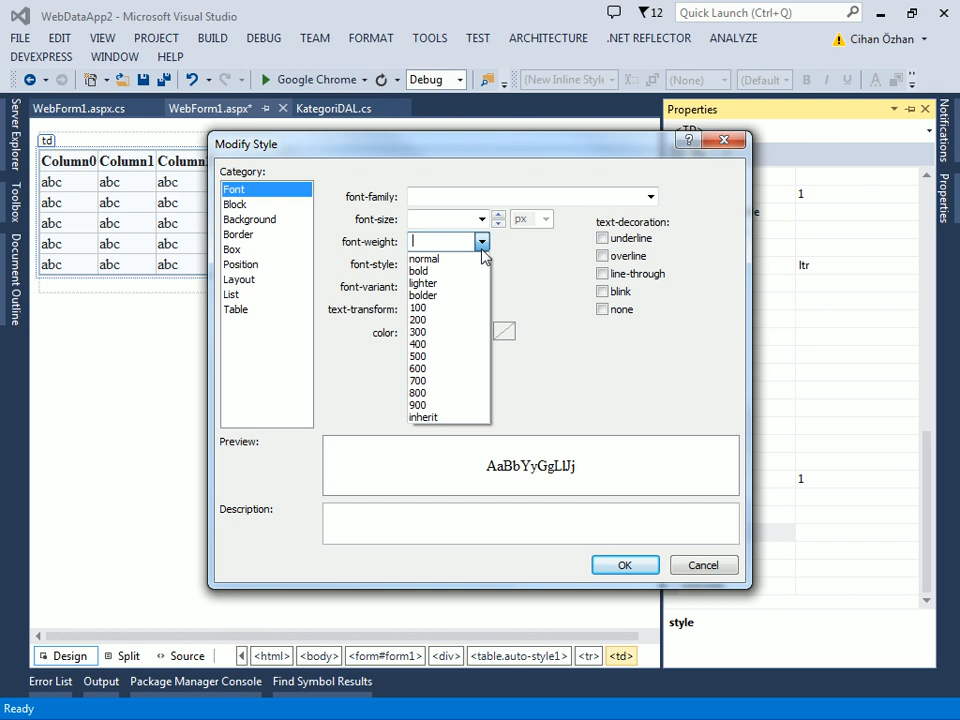 WebDataApp2 - Microsoft Visual Studio
12
Quick Launch (Ctrl+Q)
FILE EDIT VIEW PROJECT BUILD DEBUG TEAM FORMAT TOOLS TEST ARCHITECTURE .NET REFLECTOR ANALYZE
Cihan Özhan
DEVEXPRESS WINDOW HELP
Google Chrome
Debug
(New Inline Style
(None)
(Default
B I U A
WebForm1.aspx.cs
WebForm1.aspx*
KategoriDAL.cs
Properties
Server Explorer
Toolbox
Document Outline
Notifications
Properties
td
Column0 Column1
abc abc abc
abc abc abc
abc abc abc
abc abc abc
abc abc abc
<TD>
1
ltr
1
style
Modify Style
?
Category:
Font
Block
Background
Border
Box
Position
Layout
List
Table
font-family:
font-size:
px
font-weight:
font-style:
font-variant:
text-transform:
color:
normal
bold
lighter
bolder
100
200
300
400
500
600
700
800
900
inherit
text-decoration:
underline
overline
line-through
blink
none
Preview:
AaBbYyGgLlJj
Description:
OK
Cancel
Design
Split
Source
<html> <body> <form#form1> <div> <table.auto-style1> <tr> <td>
Error List Output Package Manager Console Find Symbol Results
Ready